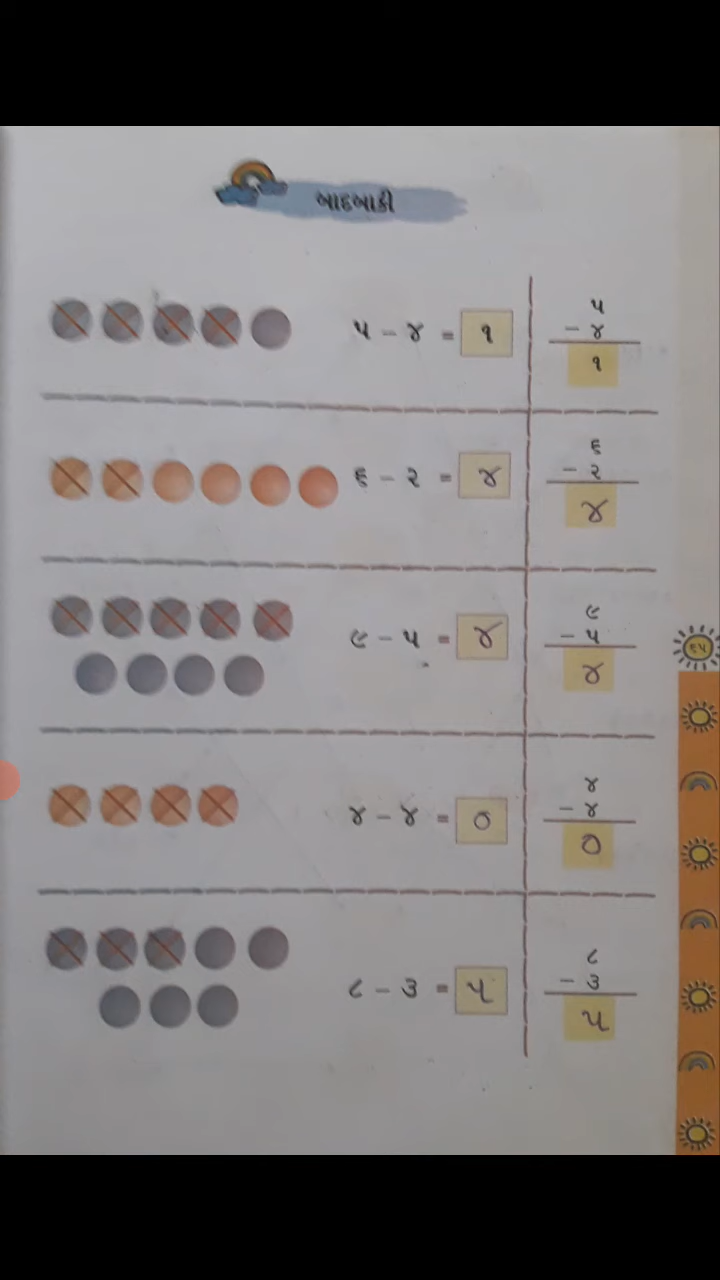 બાદબાકી
૫ - ૪ = ૧
૫
- ૪
૧
૬ - ૨ = ૪
૬
- ૨
૪
૯ - ૫ = ૪
૯
- ૫
૪
૬૫
૪ - ૪ = ૦
૪
- ૪
૦
૮ - ૩ = ૫
૮
- ૩
૫